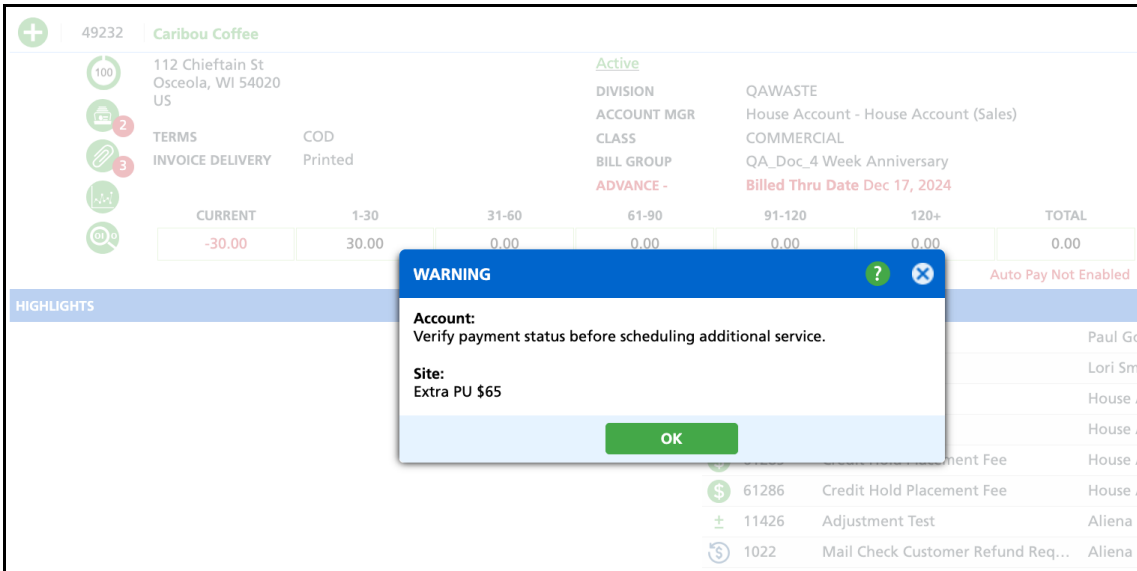 49232 Caribou Coffee
100
112 Chieftain St
Osceola, WI 54020
US
2
3
TERMS COD
INVOICE DELIVERY Printed
Active
DIVISION QAWASTE
ACCOUNT MGR House Account - House Account (Sales)
CLASS COMMERCIAL
BILL GROUP QA_Doc_4 Week Anniversary
ADVANCE - Billed Thru Date Dec 17, 2024
CURRENT 1-30 31-60 61-90 91-120 120+ TOTAL
-30.00 30.00 0.00 0.00 0.00 0.00 0.00
Auto Pay Not Enabled
HIGHLIGHTS
WARNING ?
Account:
Verify payment status before scheduling additional service.
Site:
Extra PU $65
OK
Paul
Lori
House
House
Credit Hold Placement Fee House
$ 61286 Credit Hold Placement Fee House
± 11426 Adjustment Test Aliena
$ 1022 Mail Check Customer Refund Req... Aliena